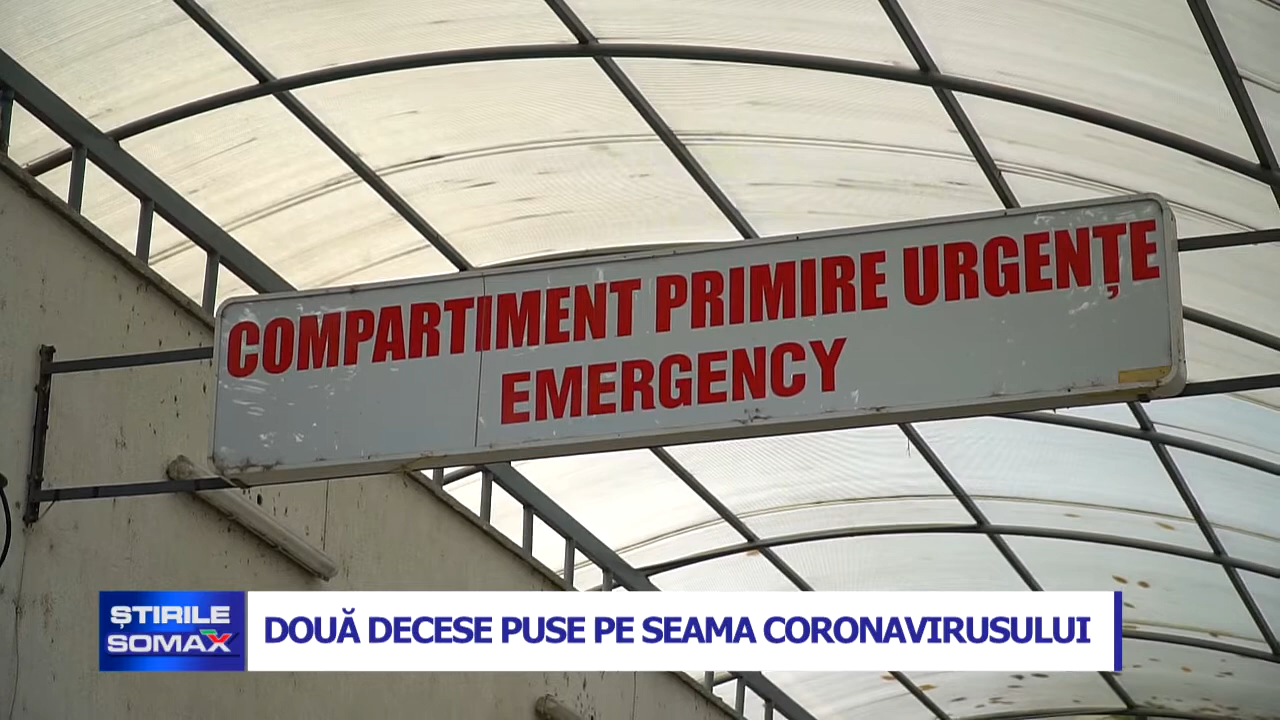 COMPARTIMENT PRIMIRE URGENȚE
EMERGENCY
ȘTIRILE
SOMAX
DOUĂ DECESE PUSE PE SEAMA CORONAVIRUSULUI